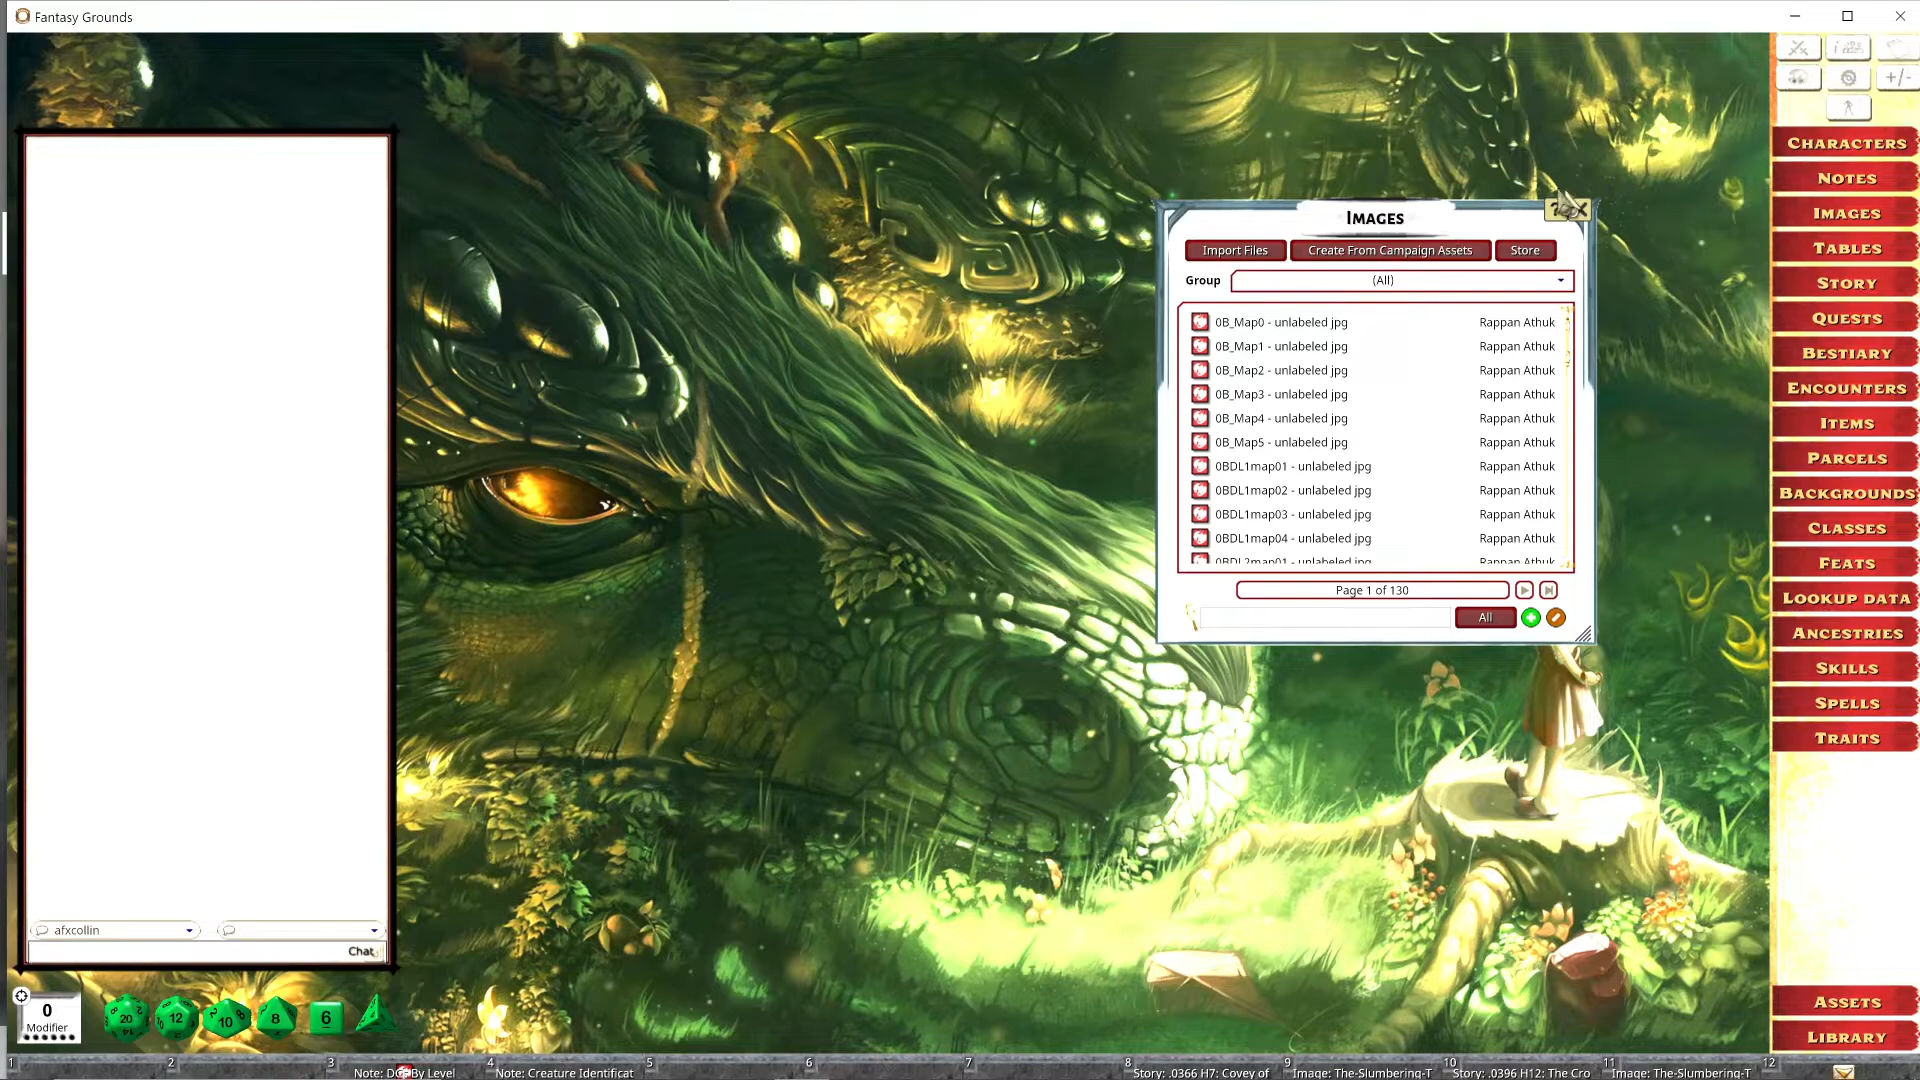 Fantasy Grounds
+/-
CHARACTERS
NOTES
IMAGES
TABLES
STORY
QUESTS
BESTIARY
ENCOUNTERS
ITEMS
PARCELS
BACKGROUNDS
CLASSES
FEATS
LOOKUP DATA
ANCESTRIES
SKILLS
SPELLS
TRAITS
ASSETS
LIBRARY
IMAGES
Import Files Create From Campaign Assets Store
Group (All)
0B_Map0 - unlabeled jpg Rappan Athuk
0B_Map1 - unlabeled jpg Rappan Athuk
0B_Map2 - unlabeled jpg Rappan Athuk
0B_Map3 - unlabeled jpg Rappan Athuk
0B_Map4 - unlabeled jpg Rappan Athuk
0B_Map5 - unlabeled jpg Rappan Athuk
0BDL1map01 - unlabeled jpg Rappan Athuk
0BDL1map02 - unlabeled jpg Rappan Athuk
0BDL1map03 - unlabeled jpg Rappan Athuk
0BDL1map04 - unlabeled jpg Rappan Athuk
0BDL2map01 - unlabeled jpg Rappan Athuk
Page 1 of 130
All
afxcollin
Chat
0
Modifier
20 12 10 8 6
1 2 3 4 5 6 7 8 9 10 11 12
Note: By Level Note: Creature Identificat Story: .0366 H7: Covey of Image: The-Slumbering-T Story: .0396 H12: The Cro Image: The-Slumbering-T